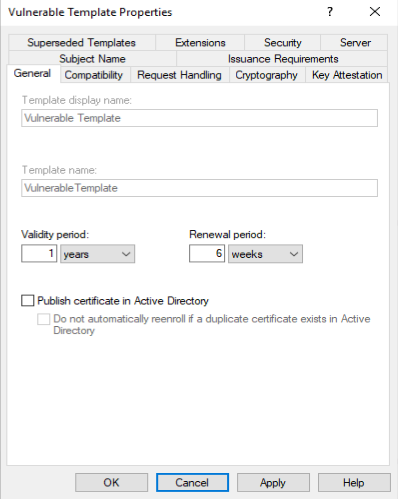 Vulnerable Template Properties ? ×
Superseded Templates Extensions Security Server
Subject Name Issuance Requirements
General Compatibility Request Handling Cryptography Key Attestation
Template display name:
Vulnerable Template
Template name:
VulnerableTemplate
Validity period: Renewal period:
1 years 6 weeks
Publish certificate in Active Directory
Do not automatically reenroll if a duplicate certificate exists in Active
Directory
OK Cancel Apply Help